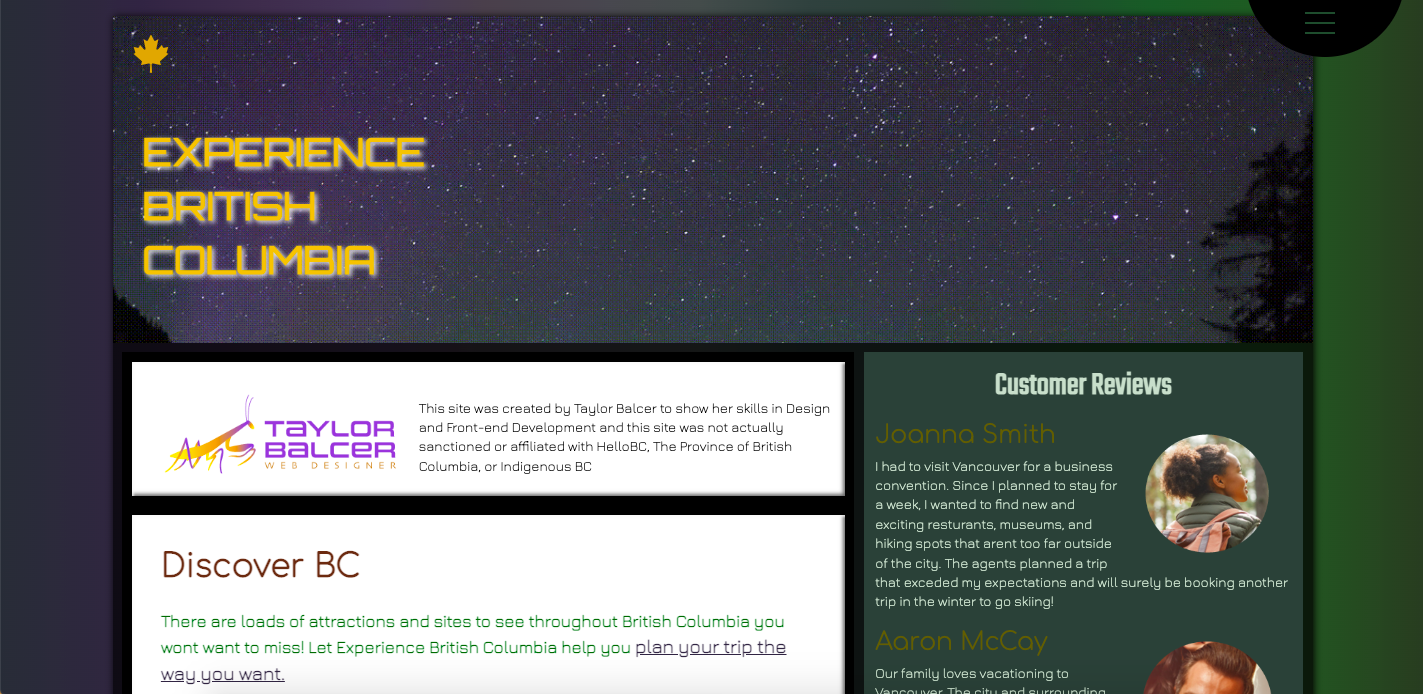 EXPERIENCE
BRITISH
COLUMBIA
TAYLOR
BALCER
WEB DESIGNER
This site was created by Taylor Balcer to show her skills in Design
and Front-end Development and this site was not actually
sanctioned or affiliated with HelloBC, The Province of British
Columbia, or Indigenous BC
Discover BC
There are loads of attractions and sites to see throughout British Columbia you
wont want to miss! Let Experience British Columbia help you plan your trip the
way you want.
Customer Reviews
Joanna Smith
I had to visit Vancouver for a business
convention. Since I planned to stay for
a week, I wanted to find new and
exciting resturants, museums, and
hiking spots that arent too far outside
of the city. The agents planned a trip
that exceded my expectations and will surely be booking another
trip in the winter to go skiing!
Aaron McCay
Our family loves vacationing to
Vancouver. The city and surrounding